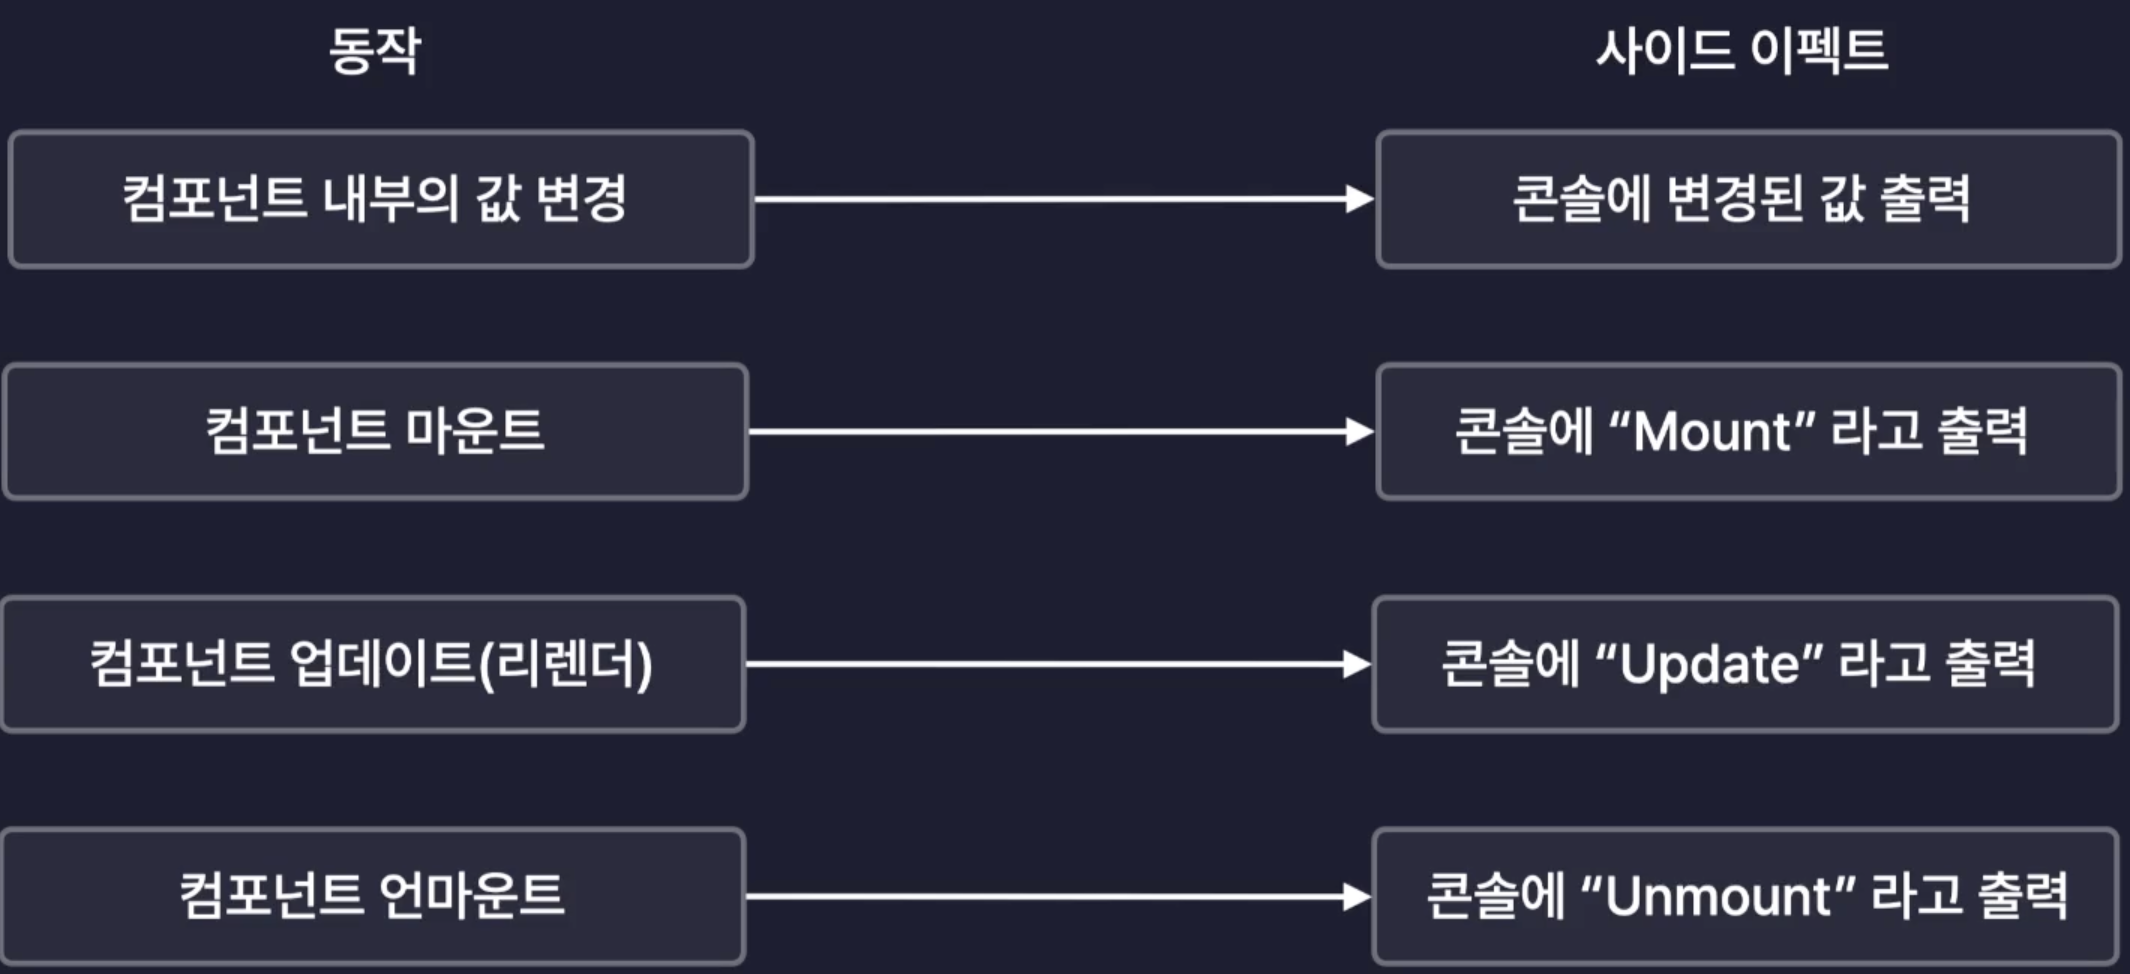 동작
사이드 이펙트
컴포넌트 내부의 값 변경
콘솔에 변경된 값 출력
컴포넌트 마운트
콘솔에 “Mount” 라고 출력
컴포넌트 업데이트(리렌더)
콘솔에 “Update” 라고 출력
컴포넌트 언마운트
콘솔에 “Unmount” 라고 출력